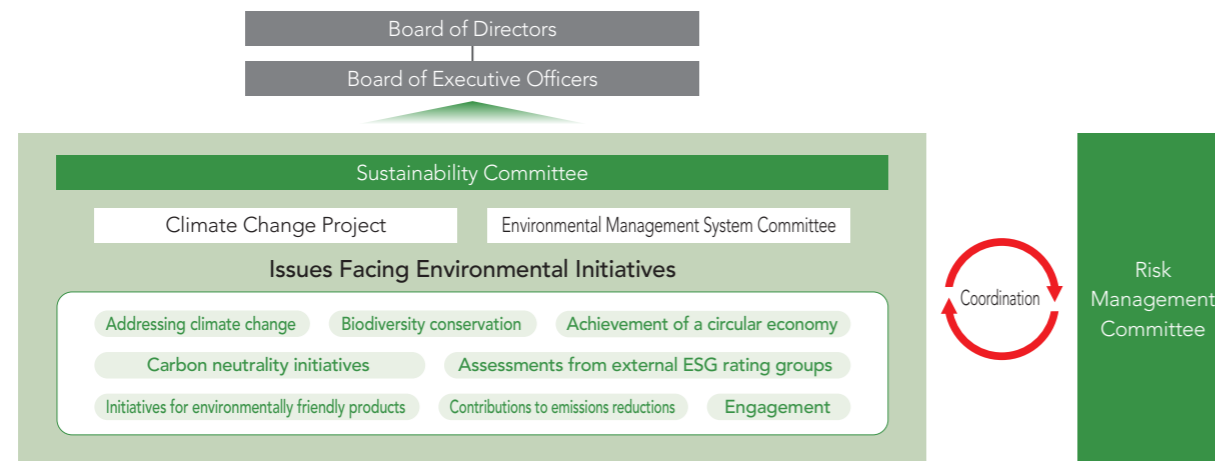 Board of Directors
Board of Executive Officers
Sustainability Committee
Climate Change Project
Environmental Management System Committee
Issues Facing Environmental Initiatives
Addressing climate change
Biodiversity conservation
Achievement of a circular economy
Carbon neutrality initiatives
Assessments from external ESG rating groups
Initiatives for environmentally friendly products
Contributions to emissions reductions
Engagement
Coordination
Risk
Management
Committee